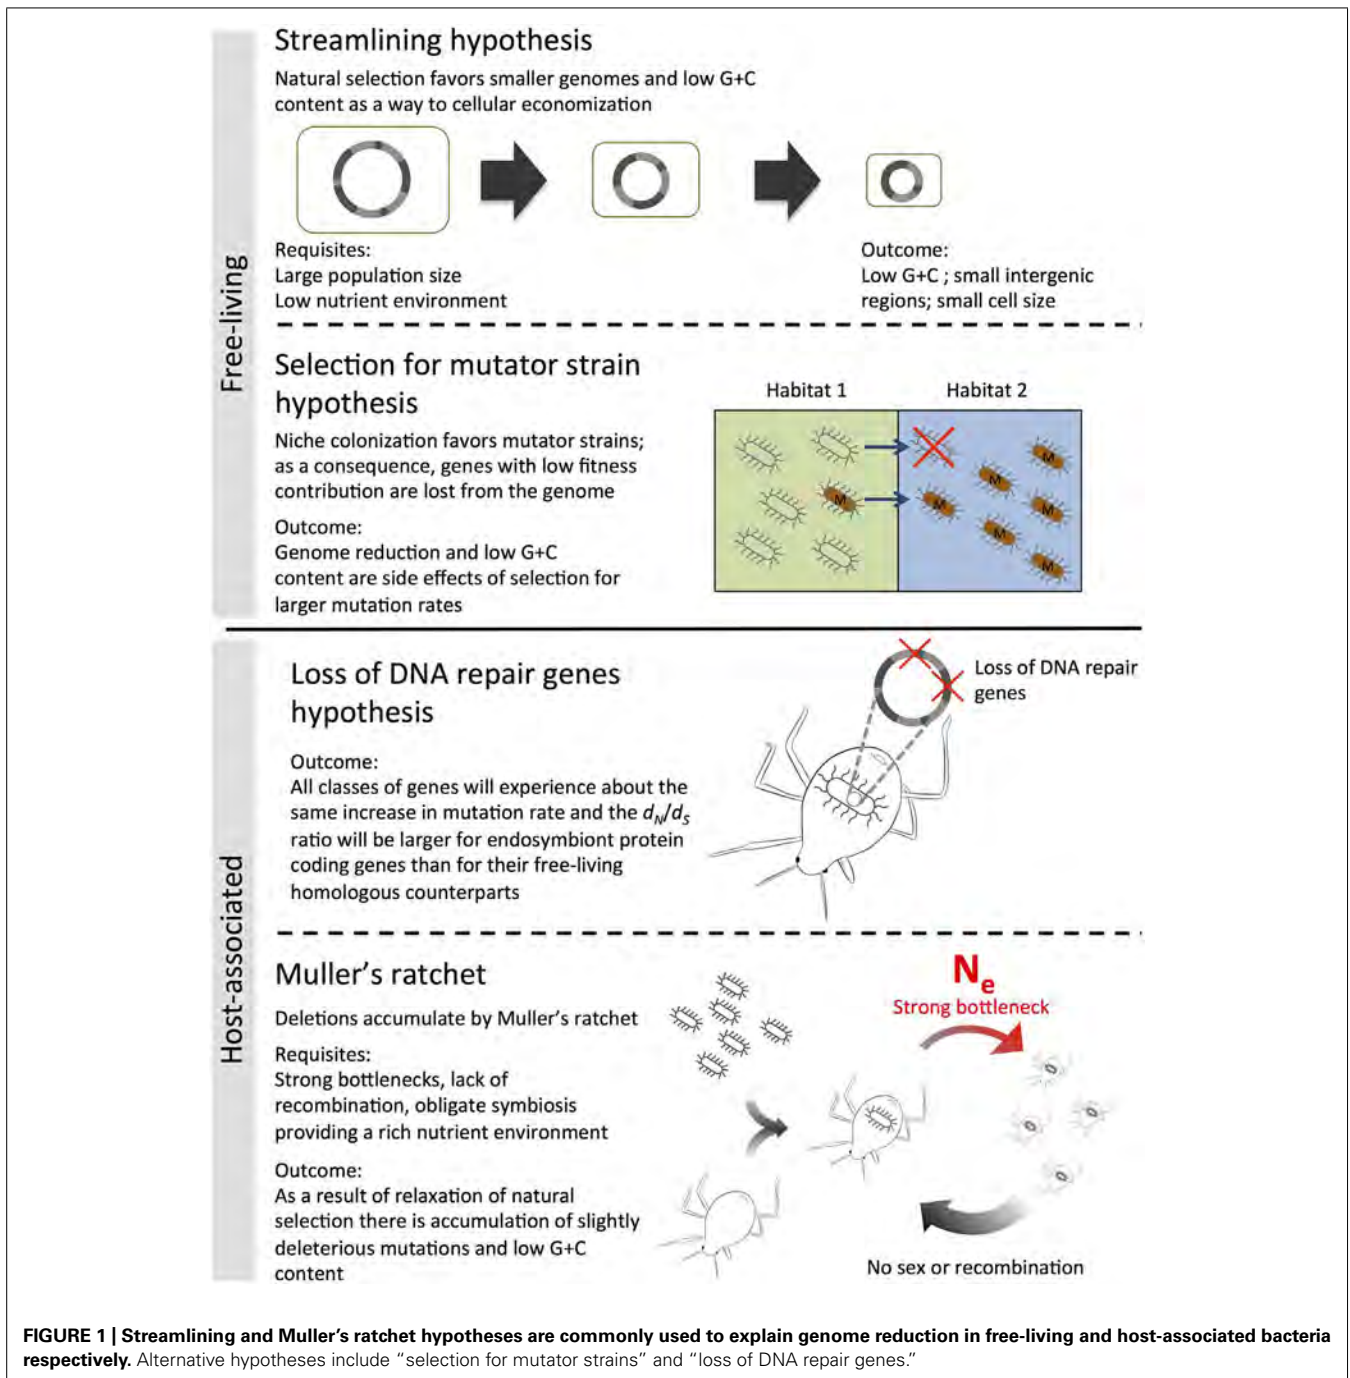 Streamlining hypothesis
Natural selection favors smaller genomes and low G+C
content as a way to cellular economization
Requisites:
Large population size
Low nutrient environment
Outcome:
Low G+C ; small intergenic
regions; small cell size
Free-living
Selection for mutator strain
hypothesis
Niche colonization favors mutator strains;
as a consequence, genes with low fitness
contribution are lost from the genome
Outcome:
Genome reduction and low G+C
content are side effects of selection for
larger mutation rates
Habitat 1
Habitat 2
M
M
M
M
M
M
M
Loss of DNA repair genes
hypothesis
Outcome:
All classes of genes will experience about the
same increase in mutation rate and the dN/dS
ratio will be larger for endosymbiont protein
coding genes than for their free-living
homologous counterparts
Loss of DNA repair
genes
Host-associated
Muller's ratchet
Deletions accumulate by Muller's ratchet
Requisites:
Strong bottlenecks, lack of
recombination, obligate symbiosis
providing a rich nutrient environment
Outcome:
As a result of relaxation of natural
selection there is accumulation of slightly
deleterious mutations and low G+C
content
Ne
Strong bottleneck
No sex or recombination
FIGURE 1 | Streamlining and Muller's ratchet hypotheses are commonly used to explain genome reduction in free-living and host-associated bacteria
respectively. Alternative hypotheses include "selection for mutator strains" and "loss of DNA repair genes."